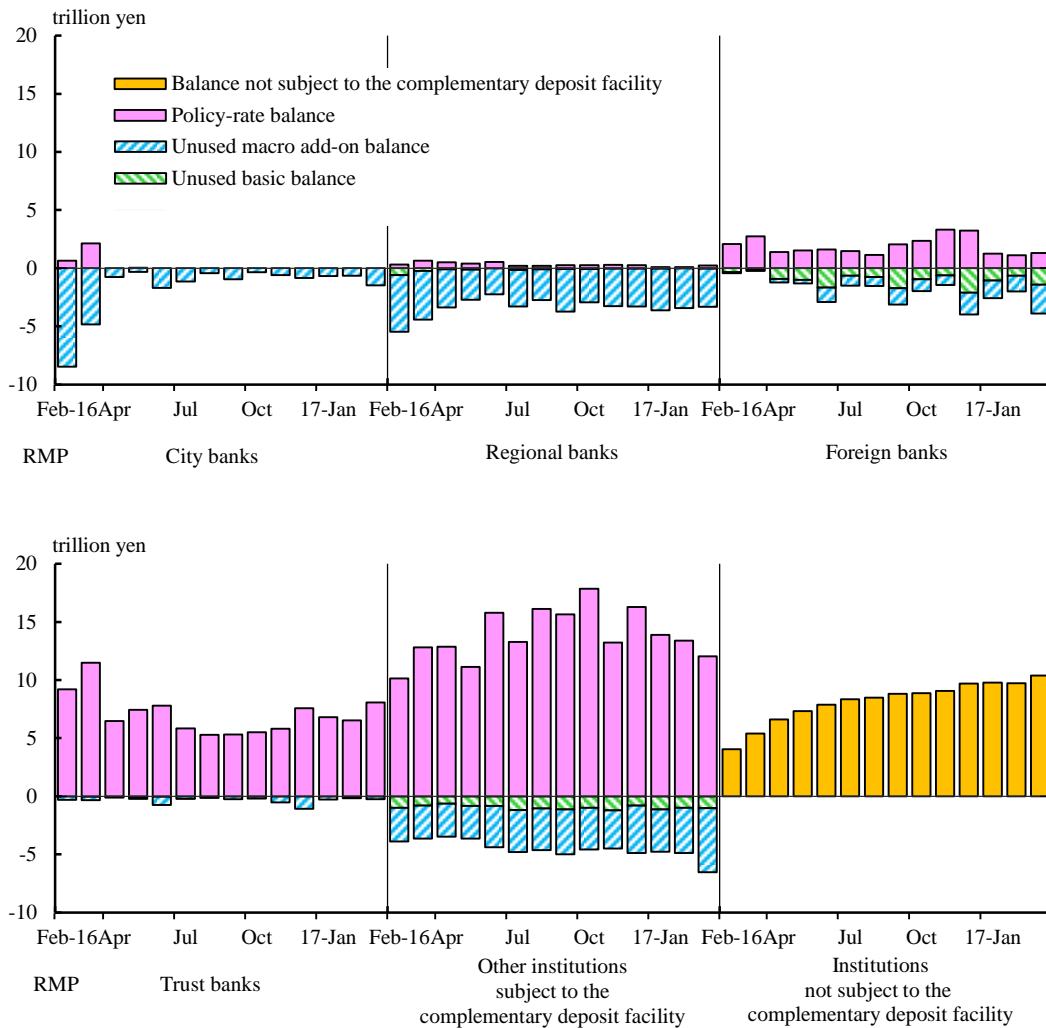 trillion yen
20
Balance not subject to the complementary deposit facility
15
Policy-rate balance
Unused macro add-on balance
10
Unused basic balance
5
0
-5
-10
Feb-16Apr Jul Oct 17-Jan Feb-16Apr Jul Oct 17-Jan Feb-16Apr Jul Oct 17-Jan
RMP City banks Regional banks Foreign banks
trillion yen
20
15
10
5
0
-5
-10
Feb-16Apr Jul Oct 17-Jan Feb-16Apr Jul Oct 17-Jan Feb-16Apr Jul Oct 17-Jan
RMP Trust banks Other institutions Institutions
subject to the not subject to the
complementary deposit facility complementary deposit facility